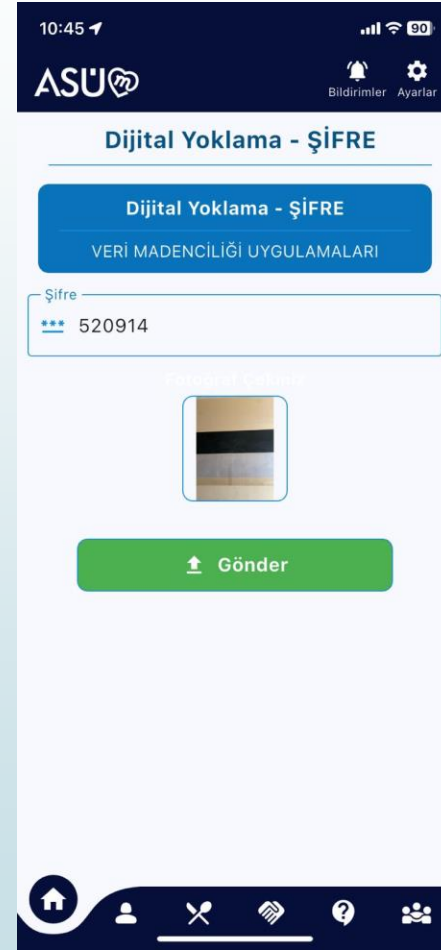 10:45
90
ASÜ
Bildirimler
Ayarlar
Dijital Yoklama - ŞİFRE
Dijital Yoklama - ŞİFRE
VERİ MADENCİLİĞİ UYGULAMALARI
Şifre
*** 520914
Fotoğraf Çekiniz
Gönder